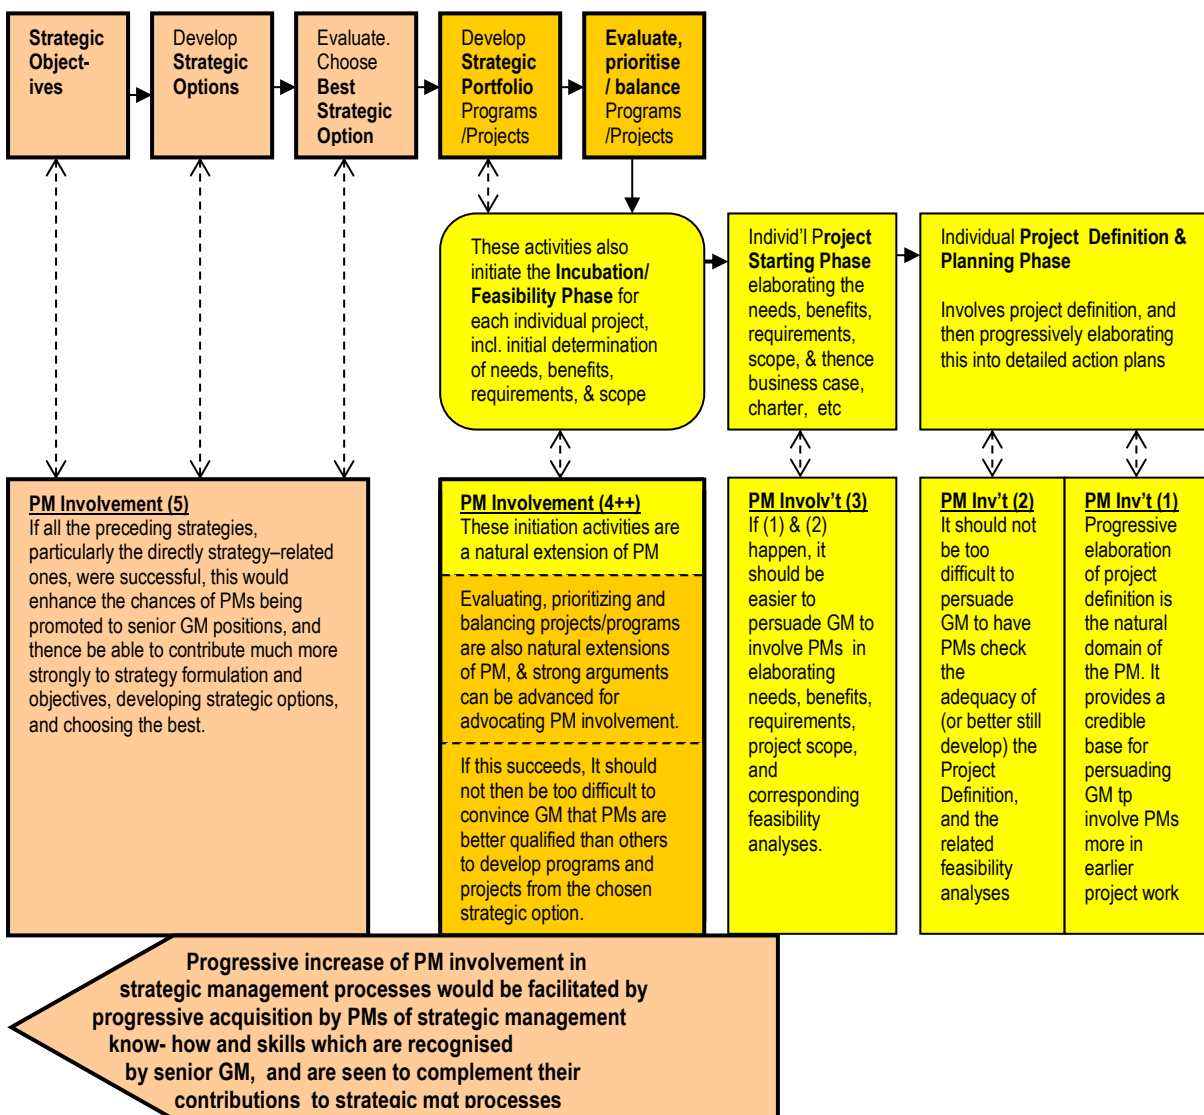 Strategic
Object-
ives
Develop
Strategic
Options
Evaluate.
Choose
Best
Strategic
Option
Develop
Strategic
Portfolio
Programs
/Projects
Evaluate,
prioritise
/ balance
Programs
/Projects
These activities also
initiate the Incubation/
Feasibility Phase for
each individual project,
incl. initial determination
of needs, benefits,
requirements, & scope
Individ’l Project
Starting Phase
elaborating the
needs, benefits,
requirements,
scope, & thence
business case,
charter, etc
Individual Project Definition &
Planning Phase
Involves project definition, and
then progressively elaborating
this into detailed action plans
PM Involvement (5)
If all the preceding strategies,
particularly the directly strategy–related
ones, were successful, this would
enhance the chances of PMs being
promoted to senior GM positions, and
thence be able to contribute much more
strongly to strategy formulation and
objectives, developing strategic options,
and choosing the best.
PM Involvement (4++)
These initiation activities are
a natural extension of PM
Evaluating, prioritizing and
balancing projects/programs
are also natural extensions
of PM, & strong arguments
can be advanced for
advocating PM involvement.
If this succeeds, It should
not then be too difficult to
convince GM that PMs are
better qualified than others
to develop programs and
projects from the chosen
strategic option.
PM Involv’t (3)
If (1) & (2)
happen, it
should be
easier to
persuade GM to
involve PMs in
elaborating
needs, benefits,
requirements,
project scope,
and
corresponding
feasibility
analyses.
PM Inv’t (2)
It should not
be too
difficult to
persuade
GM to have
PMs check
the
adequacy of
(or better still
develop) the
Project
Definition,
and the
related
feasibility
analyses
PM Inv’t (1)
Progressive
elaboration
of project
definition is
the natural
domain of
the PM. It
provides a
credible
base for
persuading
GM tp
involve PMs
more in
earlier
project work
Progressive increase of PM involvement in
strategic management processes would be facilitated by
progressive acquisition by PMs of strategic management
know- how and skills which are recognised
by senior GM, and are seen to complement their
contributions to strategic mgt processes